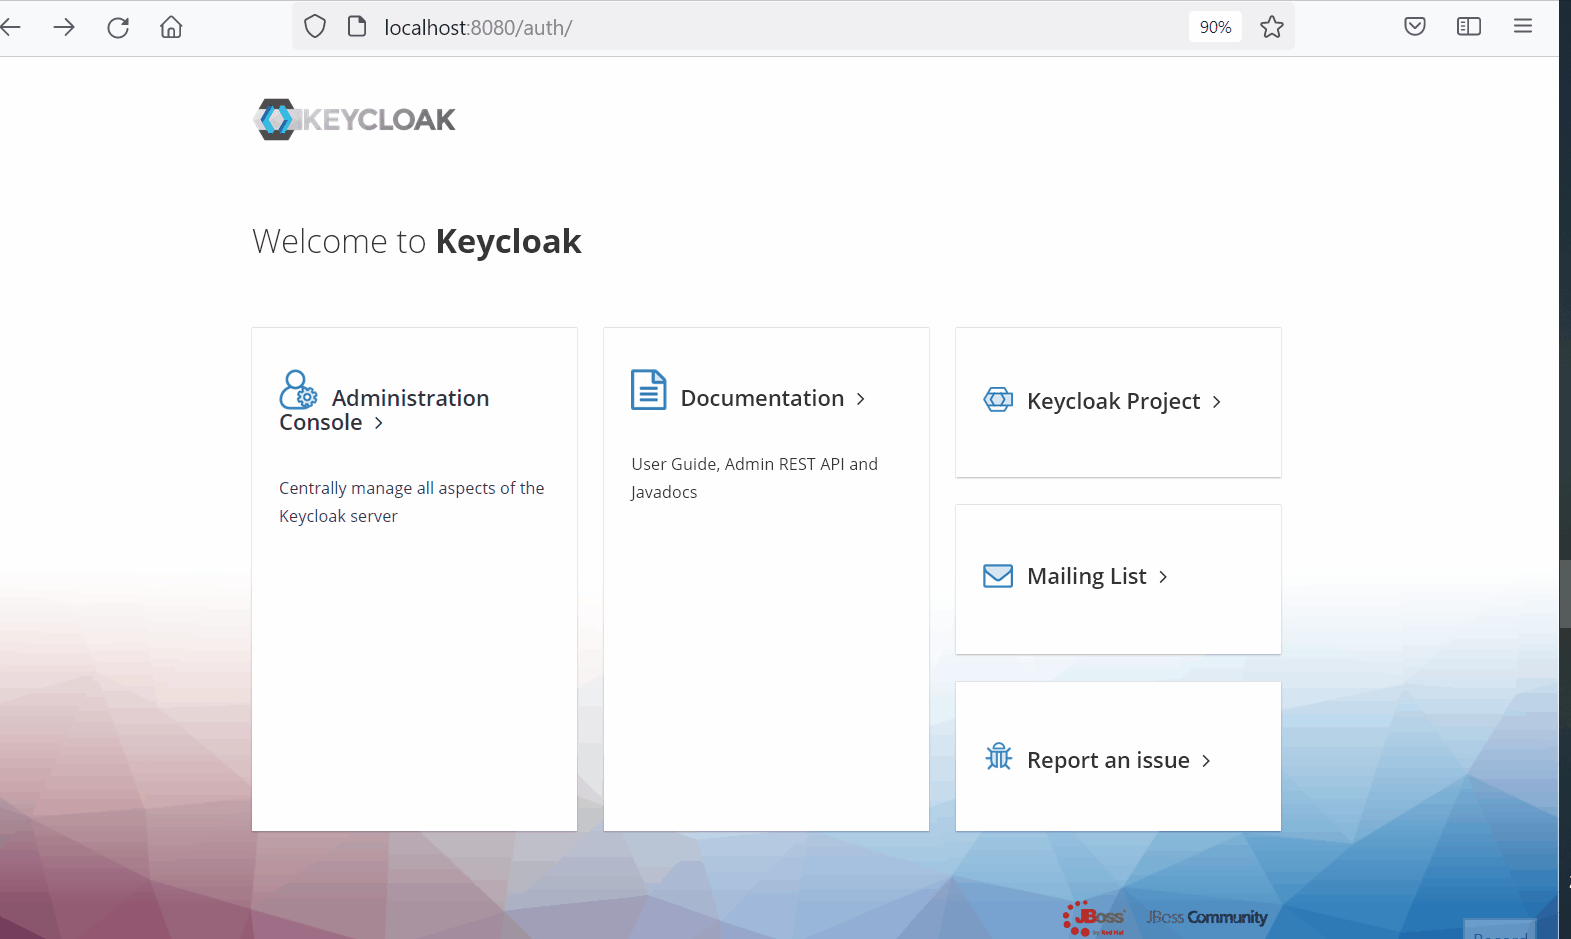 localhost:8080/auth/
90%
KEYCLOAK
Welcome to Keycloak
Administration
Console >
Centrally manage all aspects of the
Keycloak server
Documentation >
User Guide, Admin REST API and
Javadocs
Keycloak Project >
Mailing List >
Report an issue >
JBoss
by Red Hat
JBoss Community